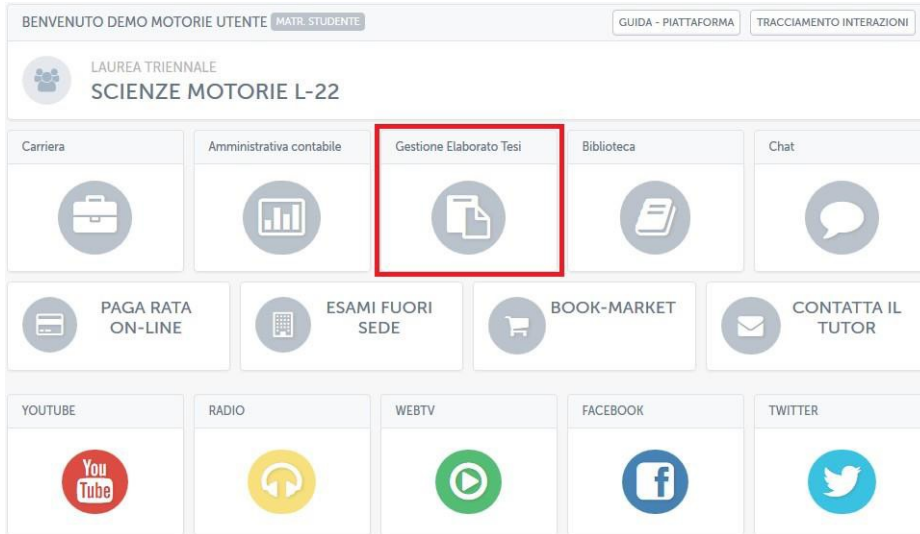 BENVENUTO DEMO MOTORIE UTENTE MATR. STUDENTE GUIDA - PIATTAFORMA TRACCIAMENTO INTERAZIONI
LAUREA TRIENNALE
SCIENZE MOTORIE L-22
Carriera Amministrativa contabile Gestione Elaborato Tesi Biblioteca Chat
PAGA RATA
ON-LINE
ESAMI FUORI
SEDE
BOOK-MARKET
CONTATTA IL
TUTOR
YOUTUBE RADIO WEBTV FACEBOOK TWITTER
You
Tube
f